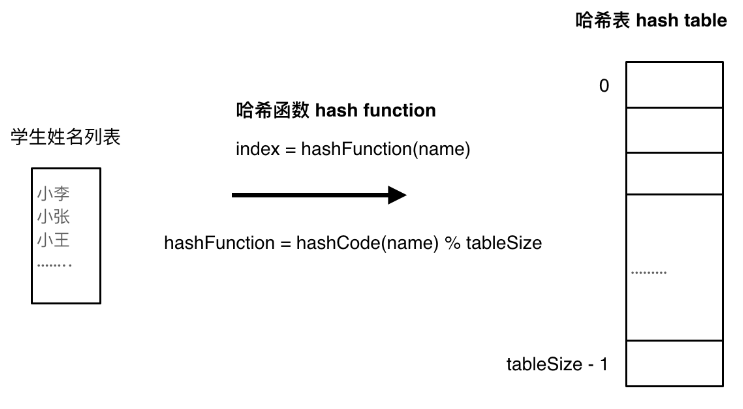 哈希表 hash table
0
哈希函数 hash function
学生姓名列表
index = hashFunction(name)
小李
小张
小王
........
hashFunction = hashCode(name) % tableSize
.........
tableSize - 1